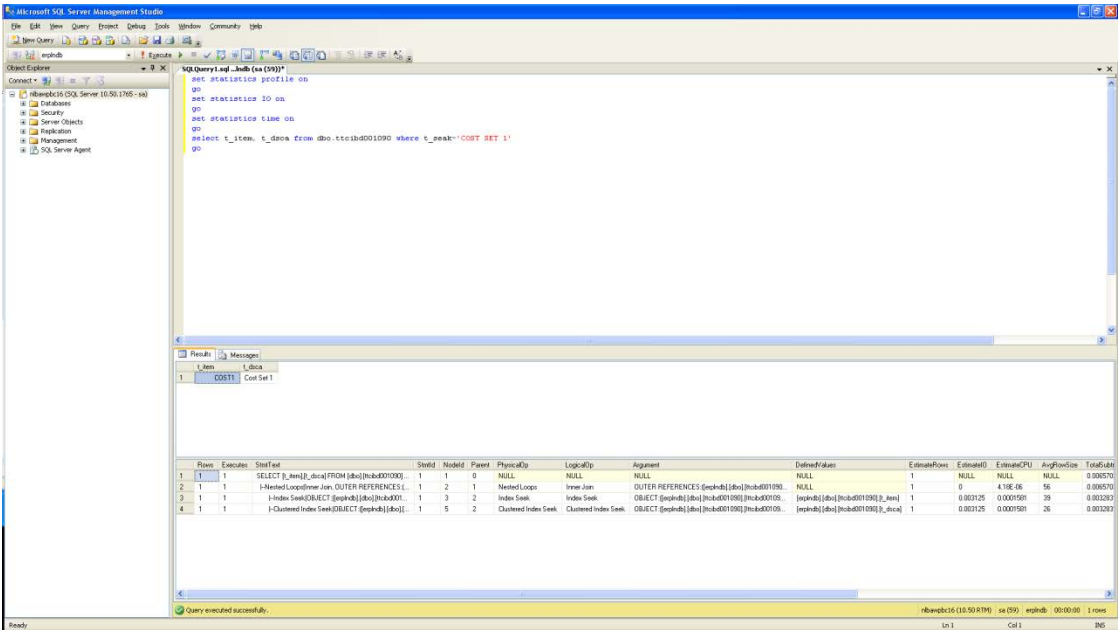 Microsoft SQL Server Management Studio
File Edit View Query Project Debug Tools Window Community Help
New Query
erplndb Execute
Object Explorer
SQLQuery1.sql ...lndb (sa (59))*
Connect
nlbawpbc16 (SQL Server 10.50.1765 - sa)
Databases
Security
Server Objects
Replication
Management
SQL Server Agent
set statistics profile on
go
set statistics IO on
go
set statistics time on
go
select t_item, t_dsca from dbo.ttcibd001090 where t_seak='COST SET 1'
go
Results Messages
t_item t_dsca
1 COST1 Cost Set 1
Rows Executes StmtText StmtId NodeId Parent PhysicalOp LogicalOp Argument DefinedValues EstimateRows EstimateIO EstimateCPU AvgRowSize TotalSubtr
1 1 1 SELECT [t_item],[t_dsca] FROM [dbo].[ttcibd001090]... 1 1 0 NULL NULL NULL NULL 1 NULL NULL NULL 0.006570
2 1 1 |-Nested Loops(Inner Join, OUTER REFERENCES:(... 1 2 1 Nested Loops Inner Join OUTER REFERENCES:([erplndb].[dbo].[ttcibd001090]... NULL 1 0 4.18E-06 56 0.006570
3 1 1 |-Index Seek(OBJECT:([erplndb].[dbo].[ttcibd001... 1 3 2 Index Seek Index Seek OBJECT:([erplndb].[dbo].[ttcibd001090].[ttcibd00109... [erplndb].[dbo].[ttcibd001090].[t_item] 1 0.003125 0.0001581 39 0.003283
4 1 1 |-Clustered Index Seek(OBJECT:([erplndb].[dbo].[... 1 5 2 Clustered Index Seek Clustered Index Seek OBJECT:([erplndb].[dbo].[ttcibd001090].[ttcibd00109... [erplndb].[dbo].[ttcibd001090].[t_dsca] 1 0.003125 0.0001581 26 0.003283
Query executed successfully. nlbawpbc16 (10.50 RTM) sa (59) erplndb 00:00:00 1 rows
Ready Ln 1 Col 1 INS